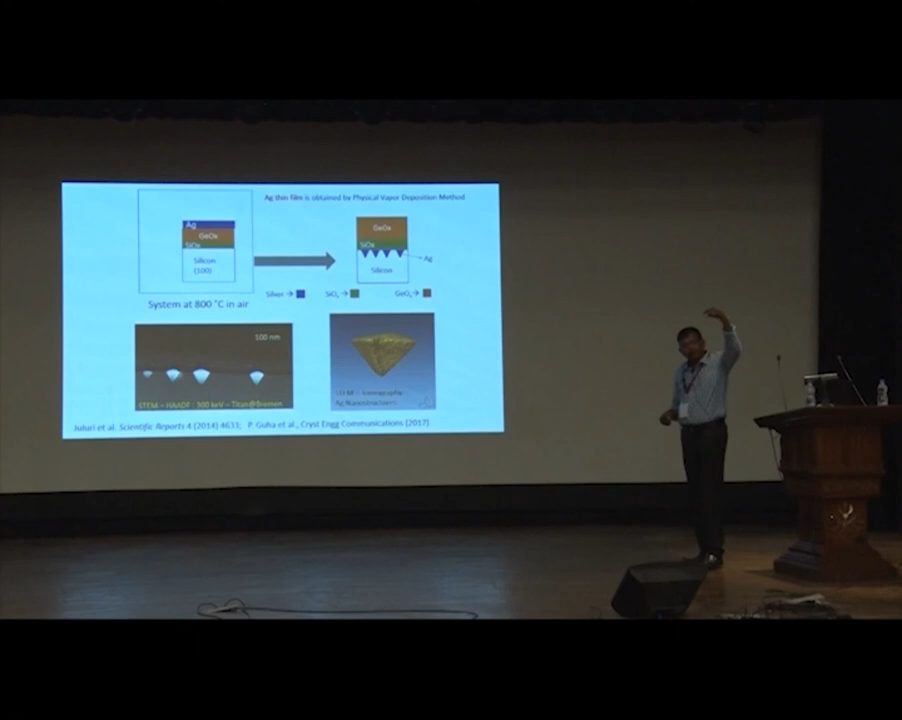 Ag thin film is obtained by Physical Vapor Deposition Method
Ag
GeOx
SiOx
Silicon
(100)
GeOx
SiOx
Ag
Silicon
System at 800 °C in air
Silver →
SiOx →
GeOx →
100 nm
STEM – HAADF : 300 keV – Titan@Bremen
Ag Nanostructures
Juluri et al. Scientific Reports 4 (2014) 4633; P. Guha et al., Cryst Engg Communications (2017)